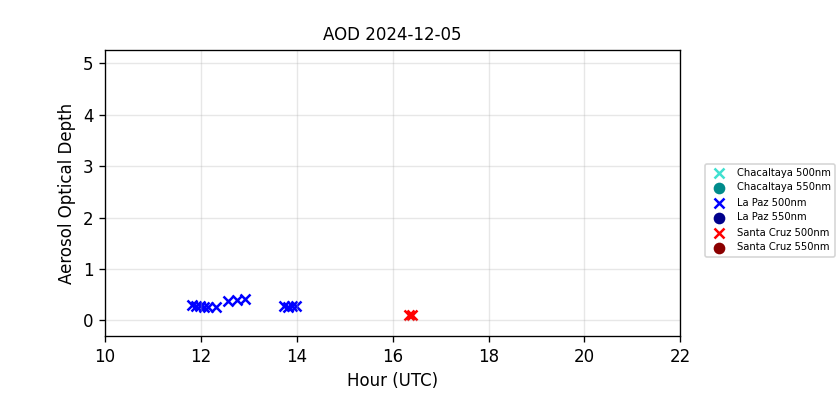 AOD 2024-12-05
5
4
3
2
1
0
Aerosol Optical Depth
10 12 14 16 18 20 22
Hour (UTC)
Chacaltaya 500nm
Chacaltaya 550nm
La Paz 500nm
La Paz 550nm
Santa Cruz 500nm
Santa Cruz 550nm